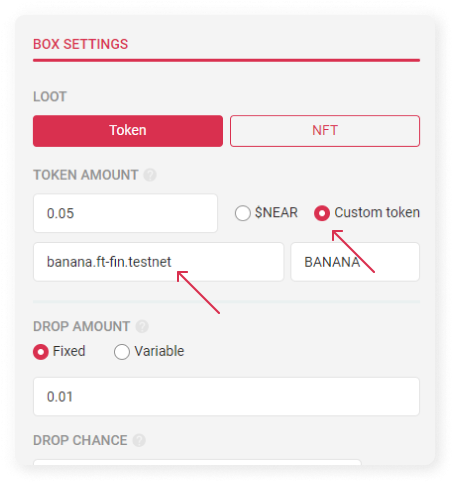 BOX SETTINGS
LOOT
Token NFT
TOKEN AMOUNT ?
0.05 $NEAR Custom token
banana.ft-fin.testnet BANANA
DROP AMOUNT ?
Fixed Variable
0.01
DROP CHANCE ?